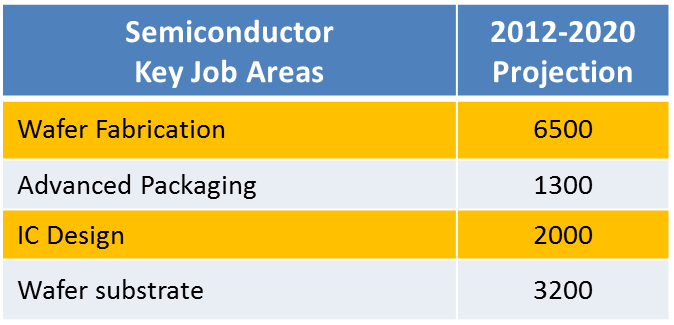 Semiconductor
Key Job Areas
2012-2020
Projection
Wafer Fabrication
6500
Advanced Packaging
1300
IC Design
2000
Wafer substrate
3200